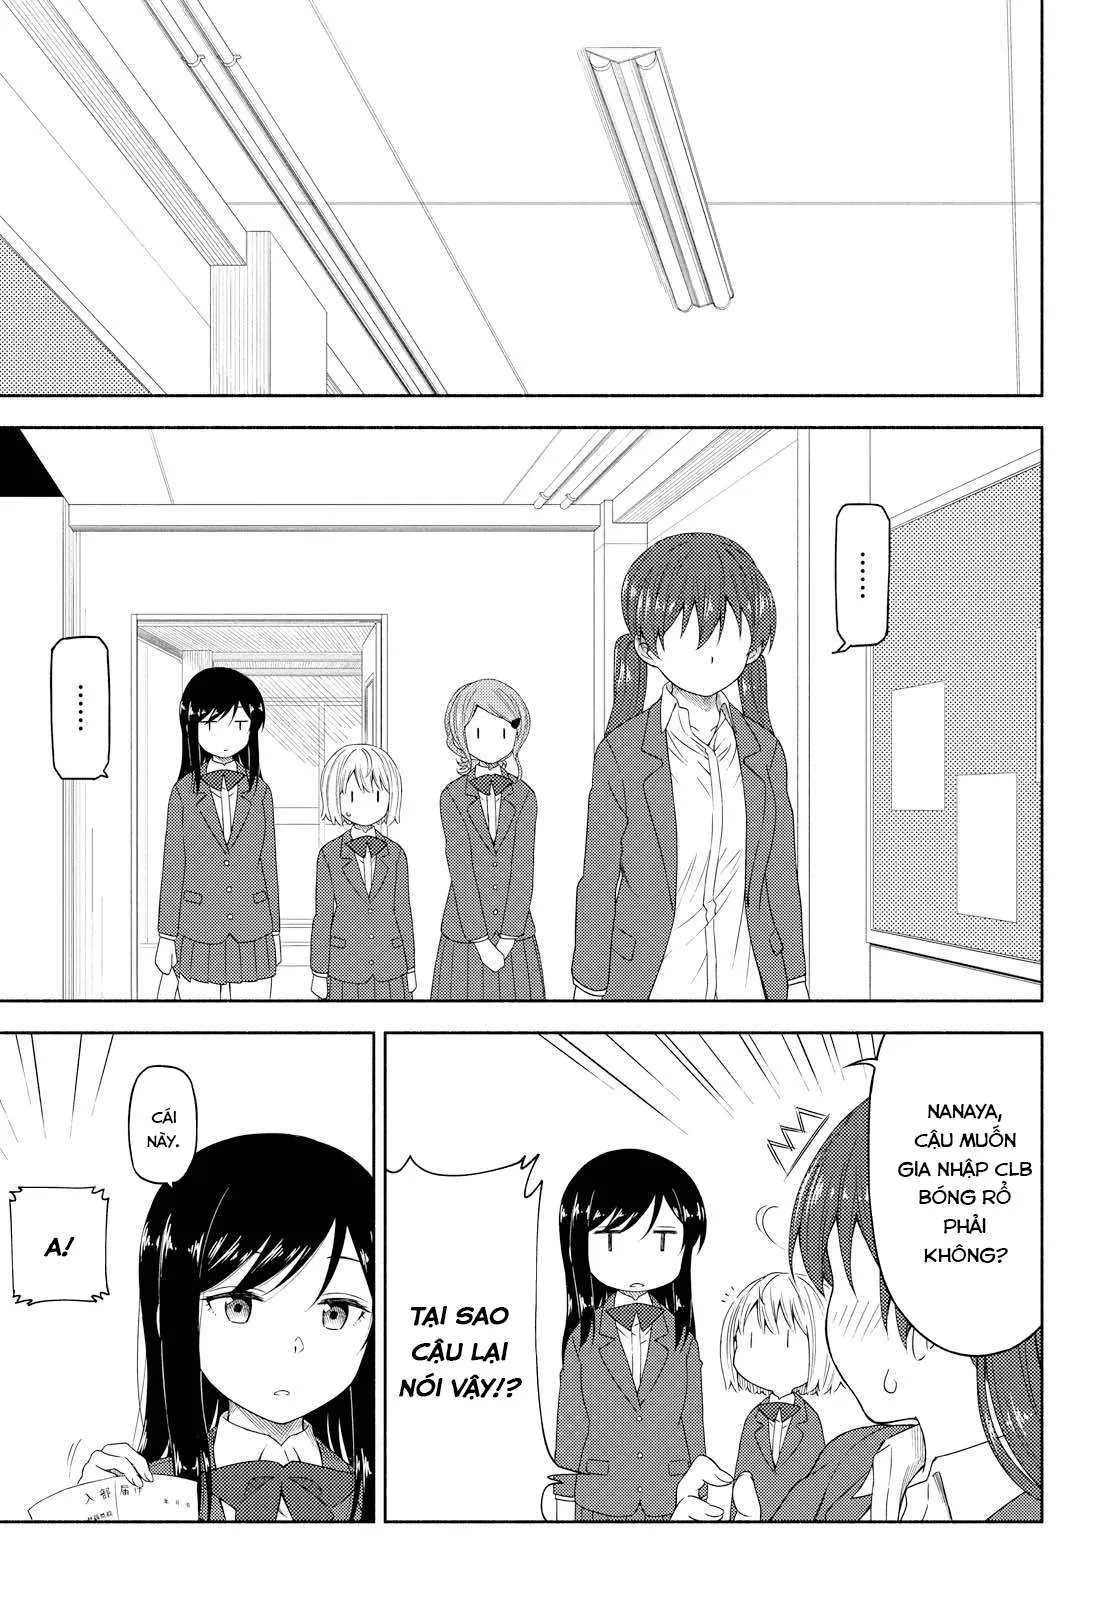 ………
………
NANAYA,
CẬU MUỐN
GIA NHẬP CLB
BÓNG RỔ
PHẢI
KHÔNG?
TẠI SAO
CẬU LẠI
NÓI VẬY!?
CÁI
NÀY.
A!
入部届け